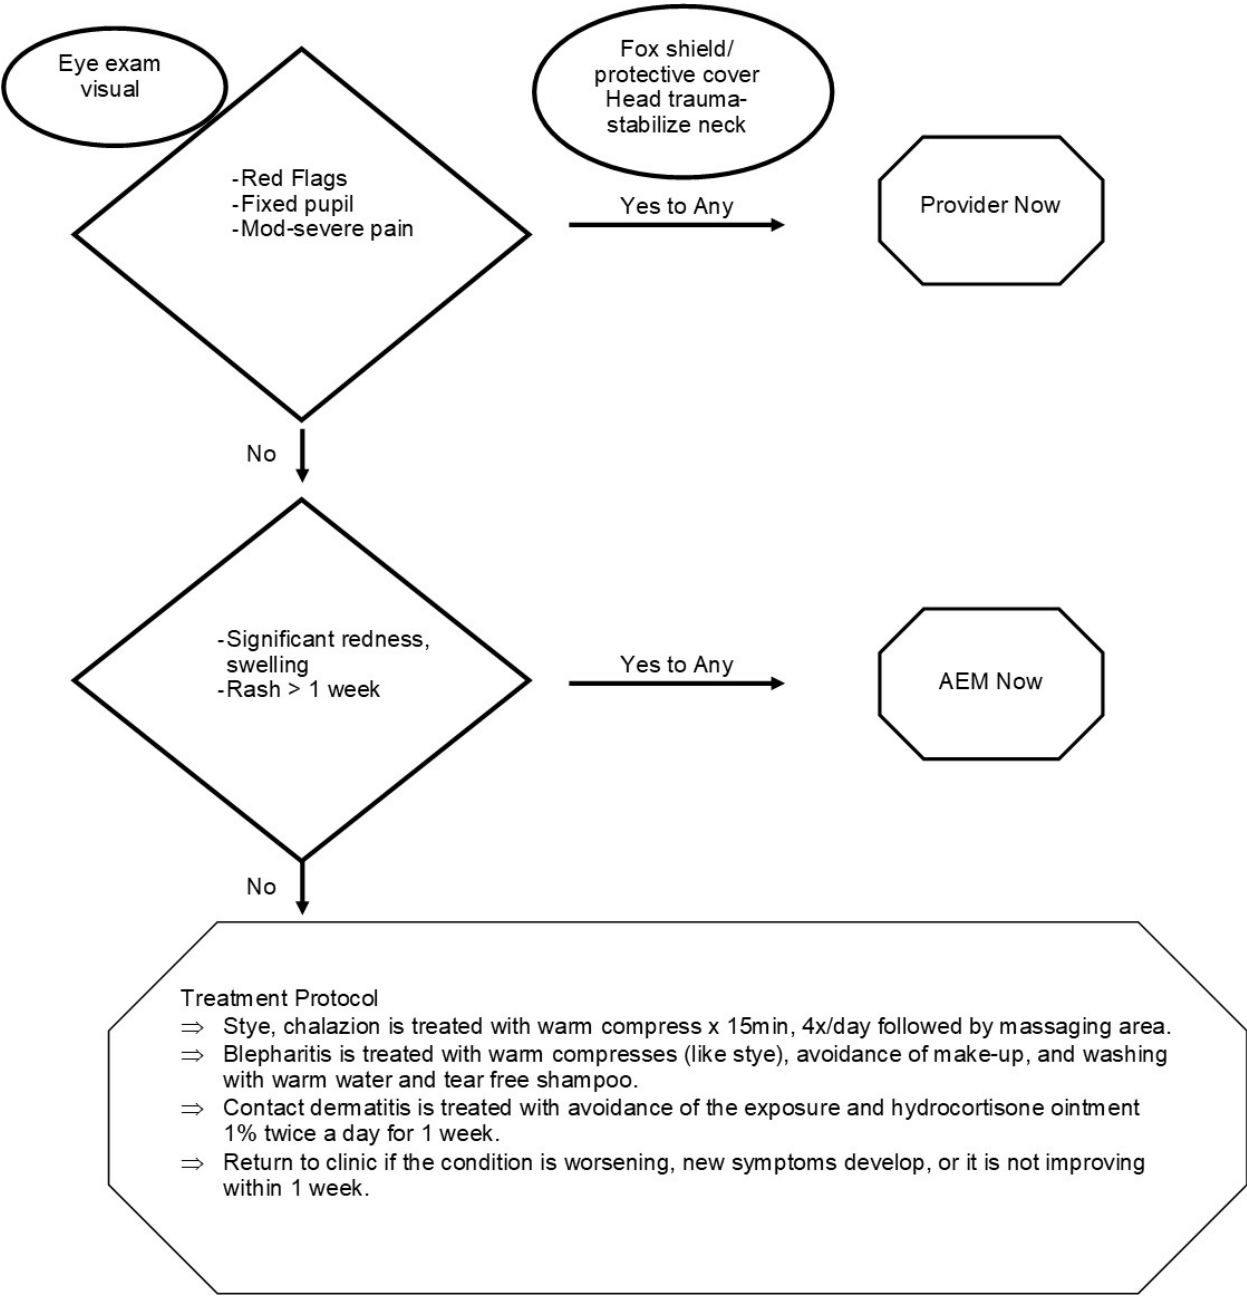 Eye exam
visual
Fox shield/
protective cover
Head trauma-
stabilize neck
-Red Flags
-Fixed pupil
-Mod-severe pain
Yes to Any
Provider Now
No
-Significant redness,
swelling
-Rash > 1 week
Yes to Any
AEM Now
No
Treatment Protocol
⇒ Stye, chalazion is treated with warm compress x 15min, 4x/day followed by massaging area.
⇒ Blepharitis is treated with warm compresses (like stye), avoidance of make-up, and washing
with warm water and tear free shampoo.
⇒ Contact dermatitis is treated with avoidance of the exposure and hydrocortisone ointment
1% twice a day for 1 week.
⇒ Return to clinic if the condition is worsening, new symptoms develop, or it is not improving
within 1 week.